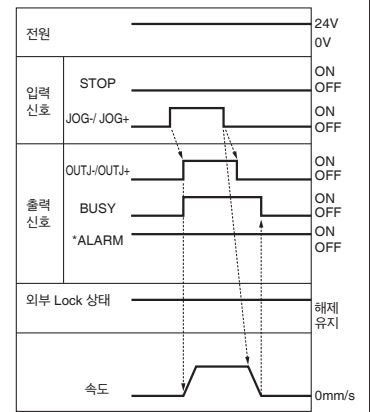 전원
24V
0V
입력
신호
STOP
ON
OFF
JOG-/ JOG+
ON
OFF
출력
신호
OUTJ-/OUTJ+
ON
OFF
BUSY
ON
OFF
*ALARM
ON
OFF
외부 Lock 상태
해제
유지
속도
0mm/s